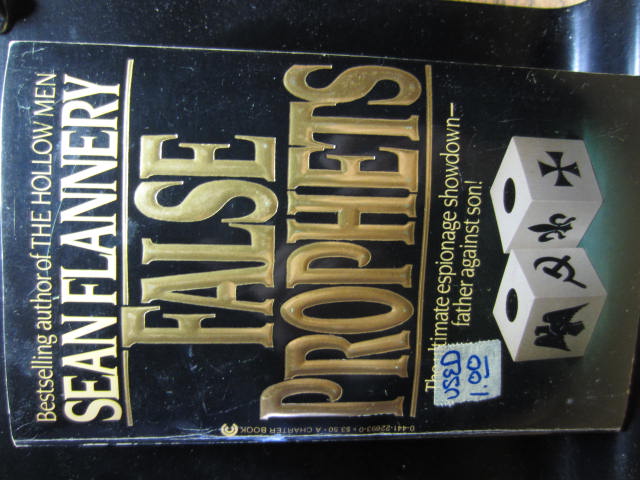 Bestselling author of THE HOLLOW MEN
SEAN FLANNERY
FALSE
PROPHETS
The ultimate espionage showdown—
father against son!
USED
1.00
0-441-22693-0 • $3.50 • A CHARTER BOOK